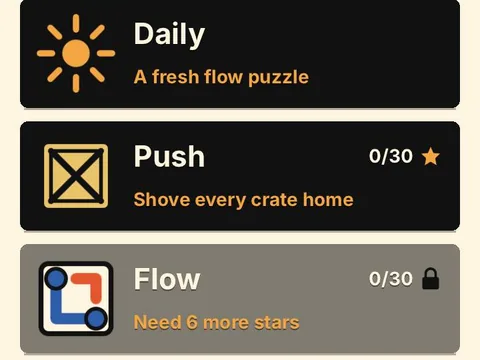 Daily
A fresh flow puzzle
Push
0/30
Shove every crate home
Flow
0/30
Need 6 more stars